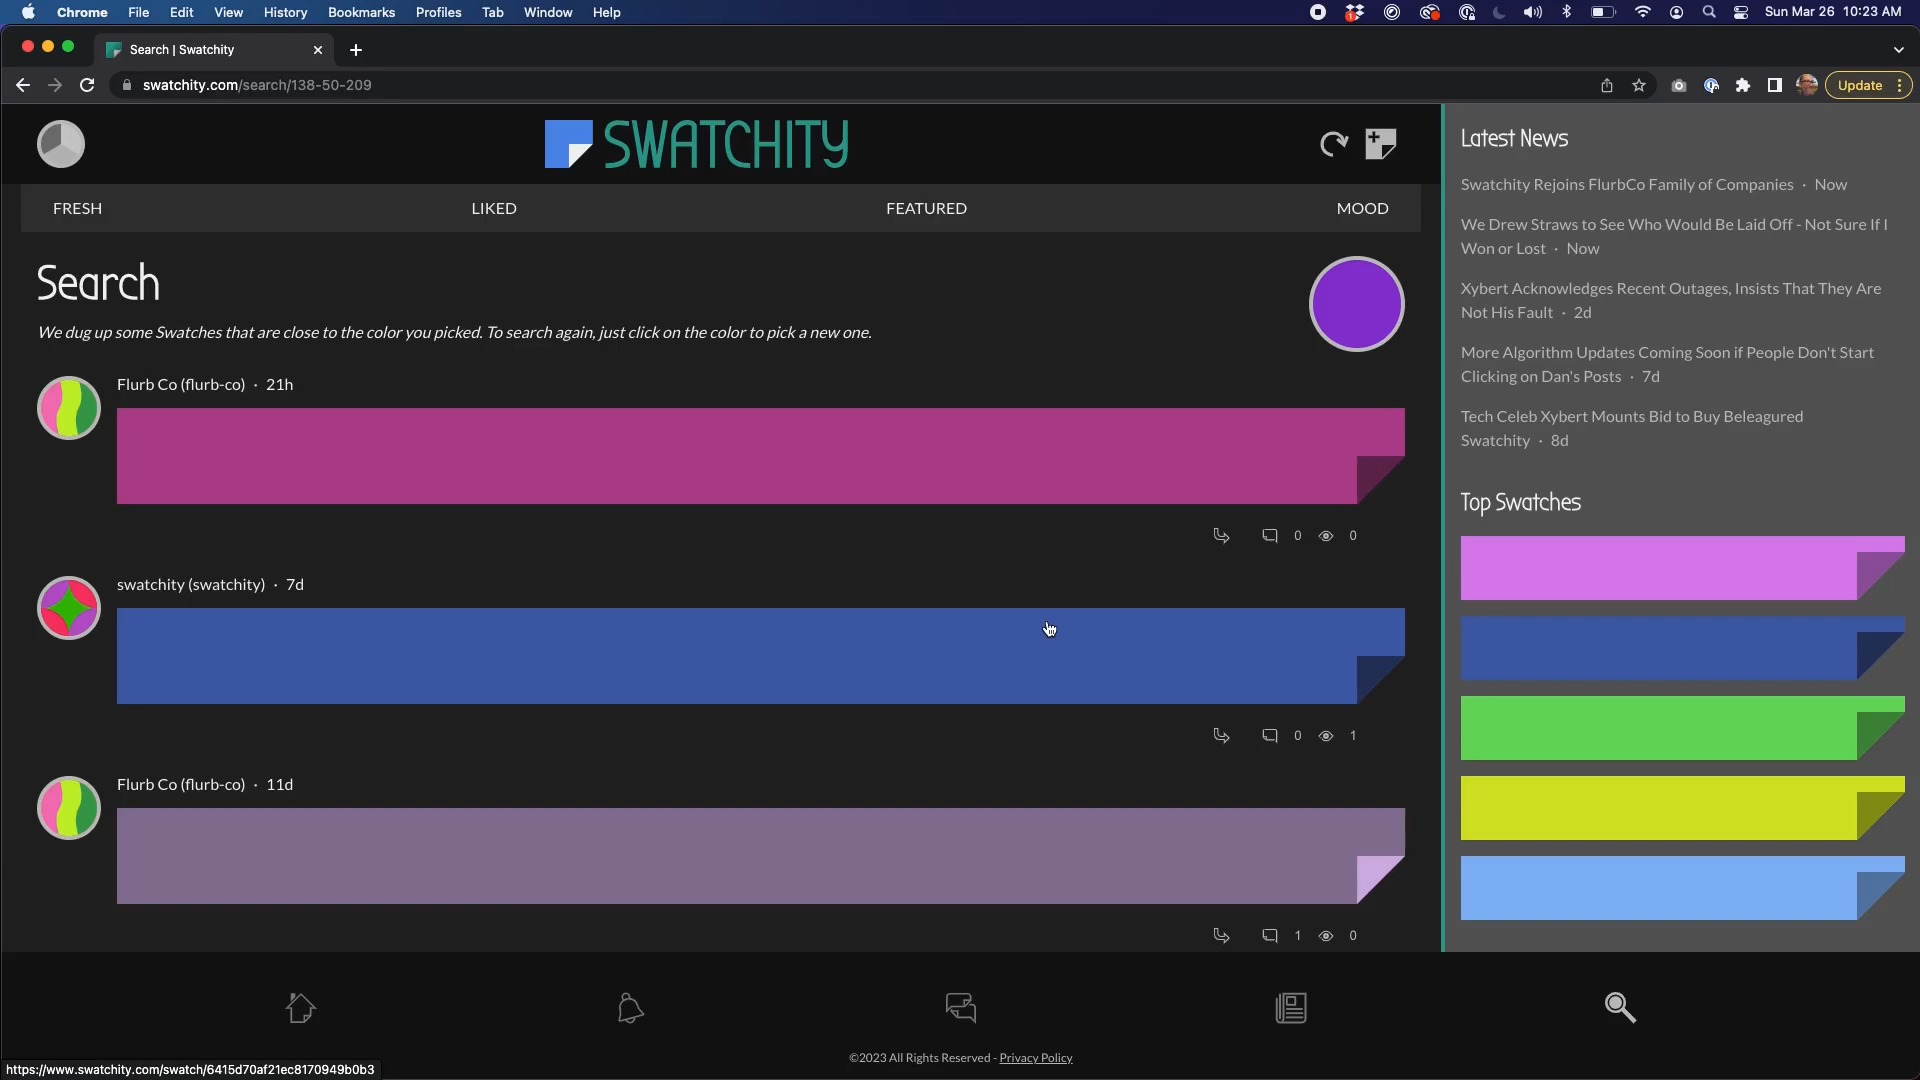 Chrome File Edit View History Bookmarks Profiles Tab Window Help
1
Sun Mar 26 10:23 AM
Search | Swatchity
swatchity.com/search/138-50-209
Update
SWATCHITY
FRESH
LIKED
FEATURED
MOOD
Search
We dug up some Swatches that are close to the color you picked. To search again, just click on the color to pick a new one.
Flurb Co (flurb-co) · 21h
0 0
swatchity (swatchity) · 7d
0 1
Flurb Co (flurb-co) · 11d
1 0
Latest News
Swatchity Rejoins FlurbCo Family of Companies · Now
We Drew Straws to See Who Would Be Laid Off - Not Sure If I
Won or Lost · Now
Xybert Acknowledges Recent Outages, Insists That They Are
Not His Fault · 2d
More Algorithm Updates Coming Soon if People Don't Start
Clicking on Dan's Posts · 7d
Tech Celeb Xybert Mounts Bid to Buy Beleagured
Swatchity · 8d
Top Swatches
©2023 All Rights Reserved - Privacy Policy
https://www.swatchity.com/swatch/6415d70af21ec8170949b0b3